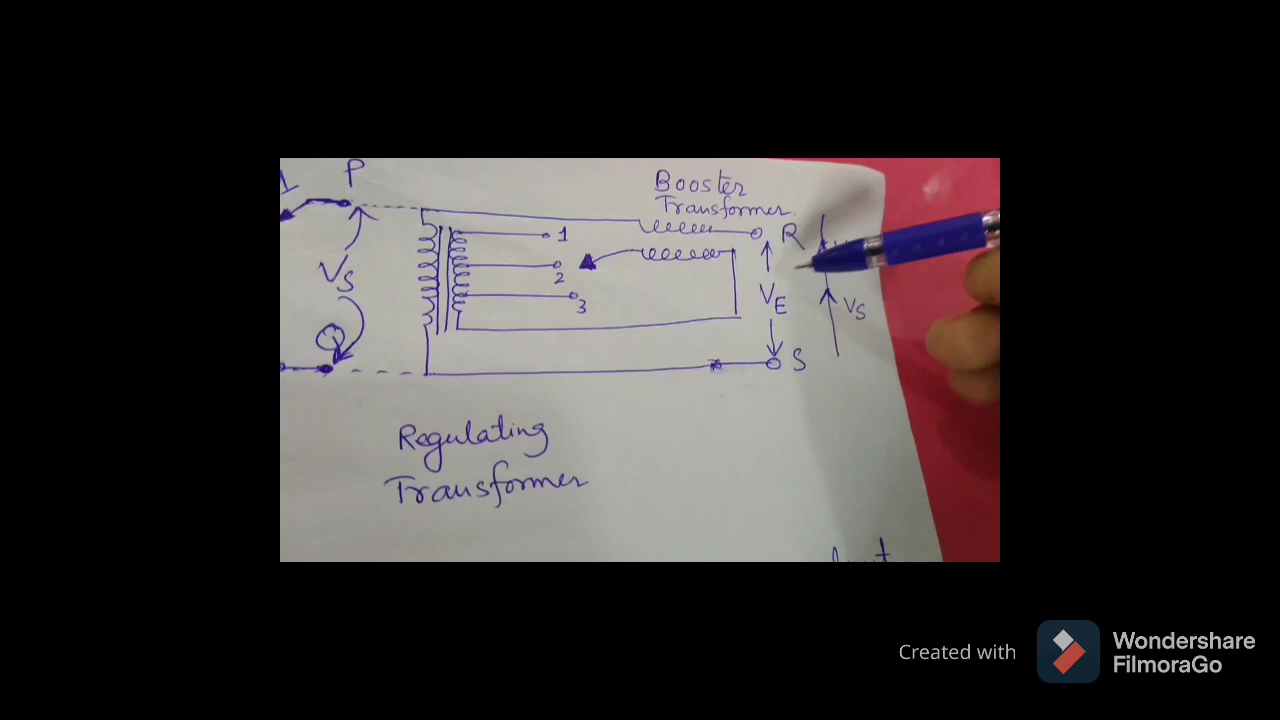 P
Booster
Transformer.
1
R
2
3
Vs
VE
Vs
Q
S
Regulating
Transformer
Created with
Wondershare
FilmoraGo